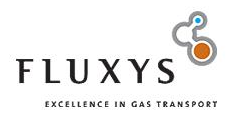 FLUXYS
EXCELLENCE IN GAS TRANSPORT